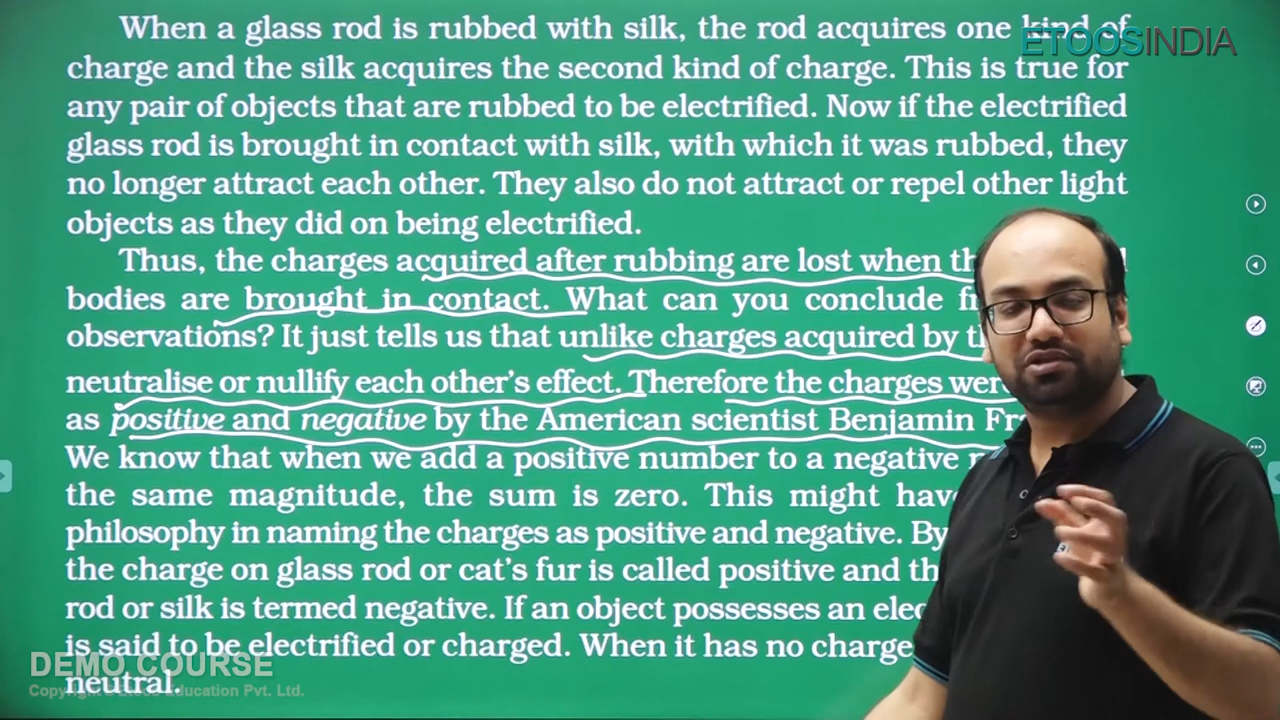 When a glass rod is rubbed with silk, the rod acquires one kind of
ETOOSINDIA
charge and the silk acquires the second kind of charge. This is true for
any pair of objects that are rubbed to be electrified. Now if the electrified
glass rod is brought in contact with silk, with which it was rubbed, they
no longer attract each other. They also do not attract or repel other light
objects as they did on being electrified.
Thus, the charges acquired after rubbing are lost when
bodies are brought in contact. What can you conclude
observations? It just tells us that unlike charges acquired by
neutralise or nullify each other's effect. Therefore the charges were
as positive and negative by the American scientist Benjamin
We know that when we add a positive number to a negative
the same magnitude, the sum is zero. This might have
philosophy in naming the charges as positive and negative. By
the charge on glass rod or cat's fur is called positive and
rod or silk is termed negative. If an object possesses an
is said to be electrified or charged. When it has no charge
neutral.
DEMO COURSE
Copyright Etoos Education Pvt. Ltd.